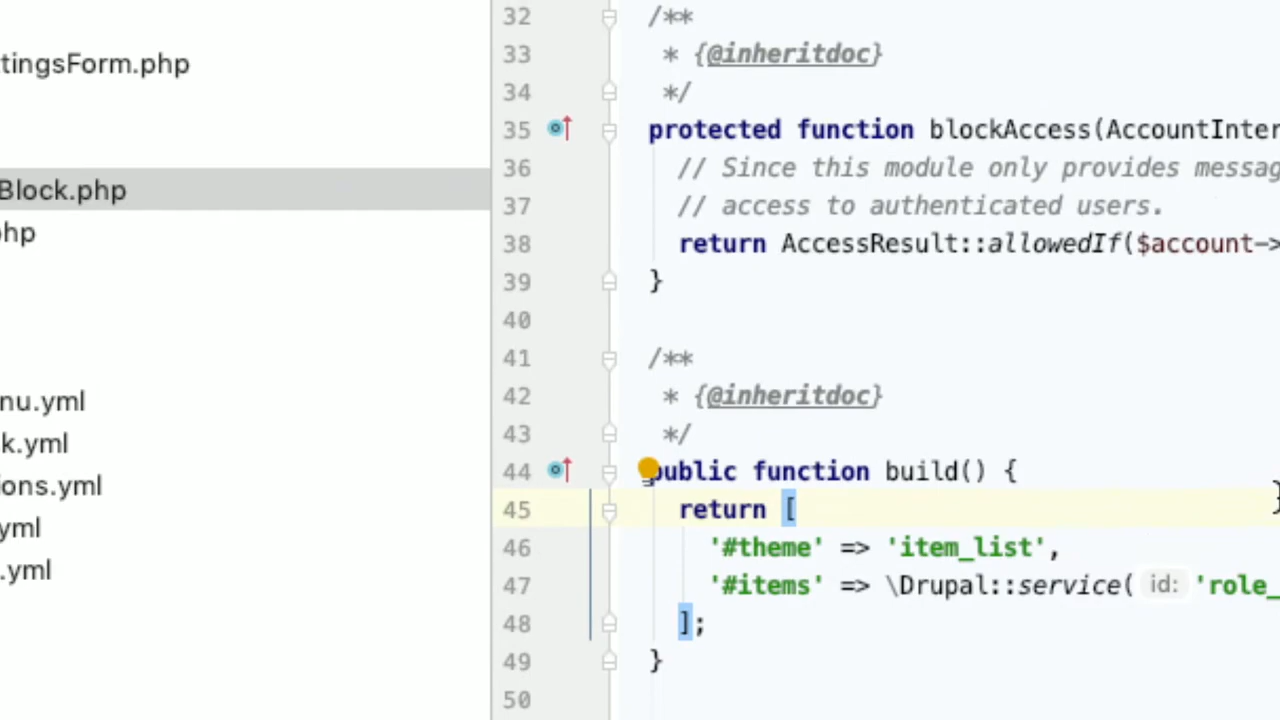 tingsForm.php
Block.php
hp
nu.yml
k.yml
ions.yml
yml
.yml
32 /**
33 * {@inheritdoc}
34 */
35 protected function blockAccess(AccountInter
36 // Since this module only provides messag
37 // access to authenticated users.
38 return AccessResult::allowedIf($account->
39 }
40
41 /**
42 * {@inheritdoc}
43 */
44 public function build() {
45 return [
46 '#theme' => 'item_list',
47 '#items' => \Drupal::service( id: 'role_
48 ];
49 }
50